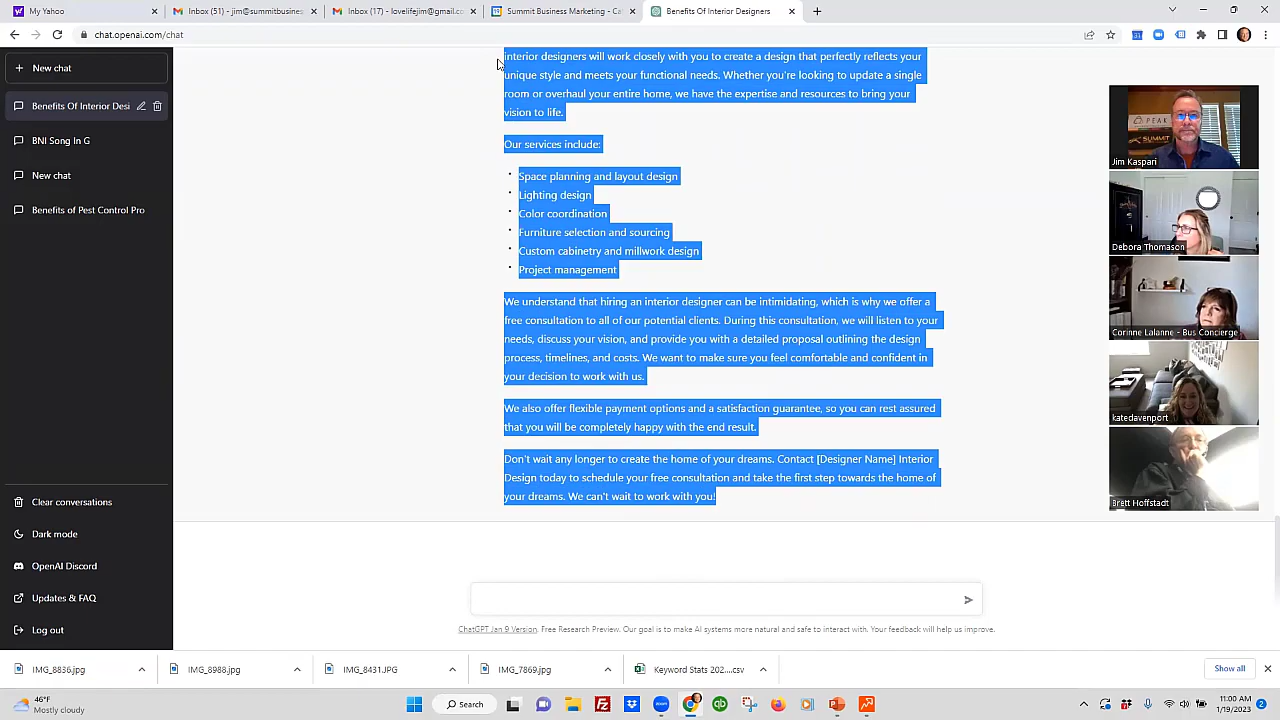 My Yahoo
Inbox (51) - jim@summitbusines
Inbox (17) - lovelifejim@gmail.co
Summit Business Marketing - Ca
Benefits Of Interior Designers
chat.openai.com/chat
New chat
Benefits Of Interior Desi
BNI Song In G
New chat
Benefits of Pest Control Pro
Clear conversations
Dark mode
OpenAI Discord
Updates & FAQ
Log out
interior designers will work closely with you to create a design that perfectly reflects your
unique style and meets your functional needs. Whether you're looking to update a single
room or overhaul your entire home, we have the expertise and resources to bring your
vision to life.
Our services include:
Space planning and layout design
Lighting design
Color coordination
Furniture selection and sourcing
Custom cabinetry and millwork design
Project management
We understand that hiring an interior designer can be intimidating, which is why we offer a
free consultation to all of our potential clients. During this consultation, we will listen to your
needs, discuss your vision, and provide you with a detailed proposal outlining the design
process, timelines, and costs. We want to make sure you feel comfortable and confident in
your decision to work with us.
We also offer flexible payment options and a satisfaction guarantee, so you can rest assured
that you will be completely happy with the end result.
Don't wait any longer to create the home of your dreams. Contact [Designer Name] Interior
Design today to schedule your free consultation and take the first step towards the home of
your dreams. We can't wait to work with you!
ChatGPT Jan 9 Version. Free Research Preview. Our goal is to make AI systems more natural and safe to interact with. Your feedback will help us improve.
PEAK
SUMMIT
Jim Kaspari
Debora Thomason
Corinne Lalanne - Bus Concierge
katedavenport
Brett Hoffstadt
IMG_8836.jpg
IMG_8988.jpg
IMG_8431.JPG
IMG_7869.jpg
Keyword Stats 202....csv
Show all
46°F
Mostly cloudy
Search
11:00 AM
1/19/2023
2